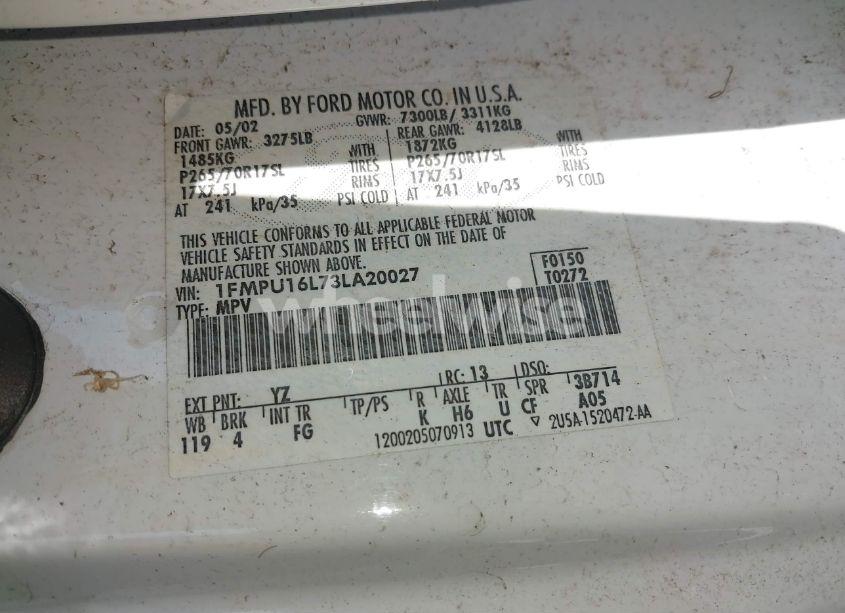 MFD. BY FORD MOTOR CO. IN U.S.A.
DATE: 05/02 GVWR: 7300LB/ 3311KG
FRONT GAWR: 3275LB REAR GAWR: 4128LB
1485KG WITH 1872KG WITH
P265/70R17SL TIRES P265/70R17SL TIRES
17X7.5J RIMS 17X7.5J RIMS
AT 241 kPa/35 PSI COLD AT 241 kPa/35 PSI COLD
THIS VEHICLE CONFORMS TO ALL APPLICABLE FEDERAL MOTOR
VEHICLE SAFETY STANDARDS IN EFFECT ON THE DATE OF
MANUFACTURE SHOWN ABOVE.
F0150
VIN: 1FMPU16L73LA20027 T0272
TYPE: MPV
wheelwise
EXT PNT: YZ RC: 13 DSO:
WB BRK INT TR TP/PS R AXLE TR SPR 3B714
119 4 FG K H6 U CF A05
1200205070913 UTC ▽ 2U5A-1520472-AA